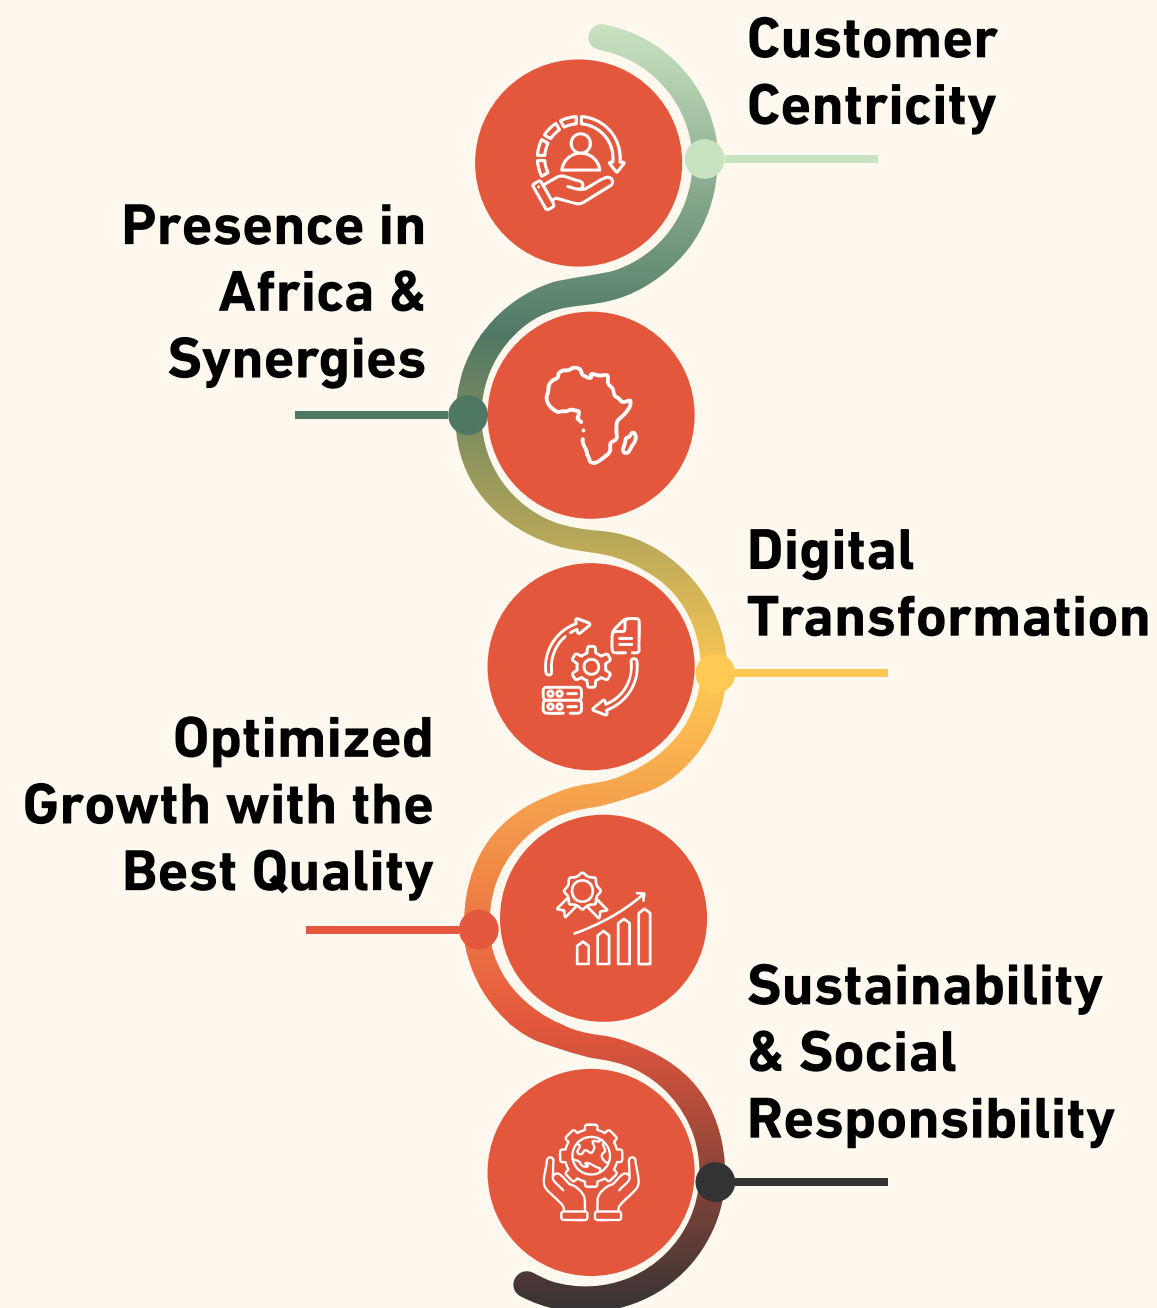 Customer
Centricity
Presence in
Africa &
Synergies
Digital
Transformation
Optimized
Growth with the
Best Quality
Sustainability
& Social
Responsibility